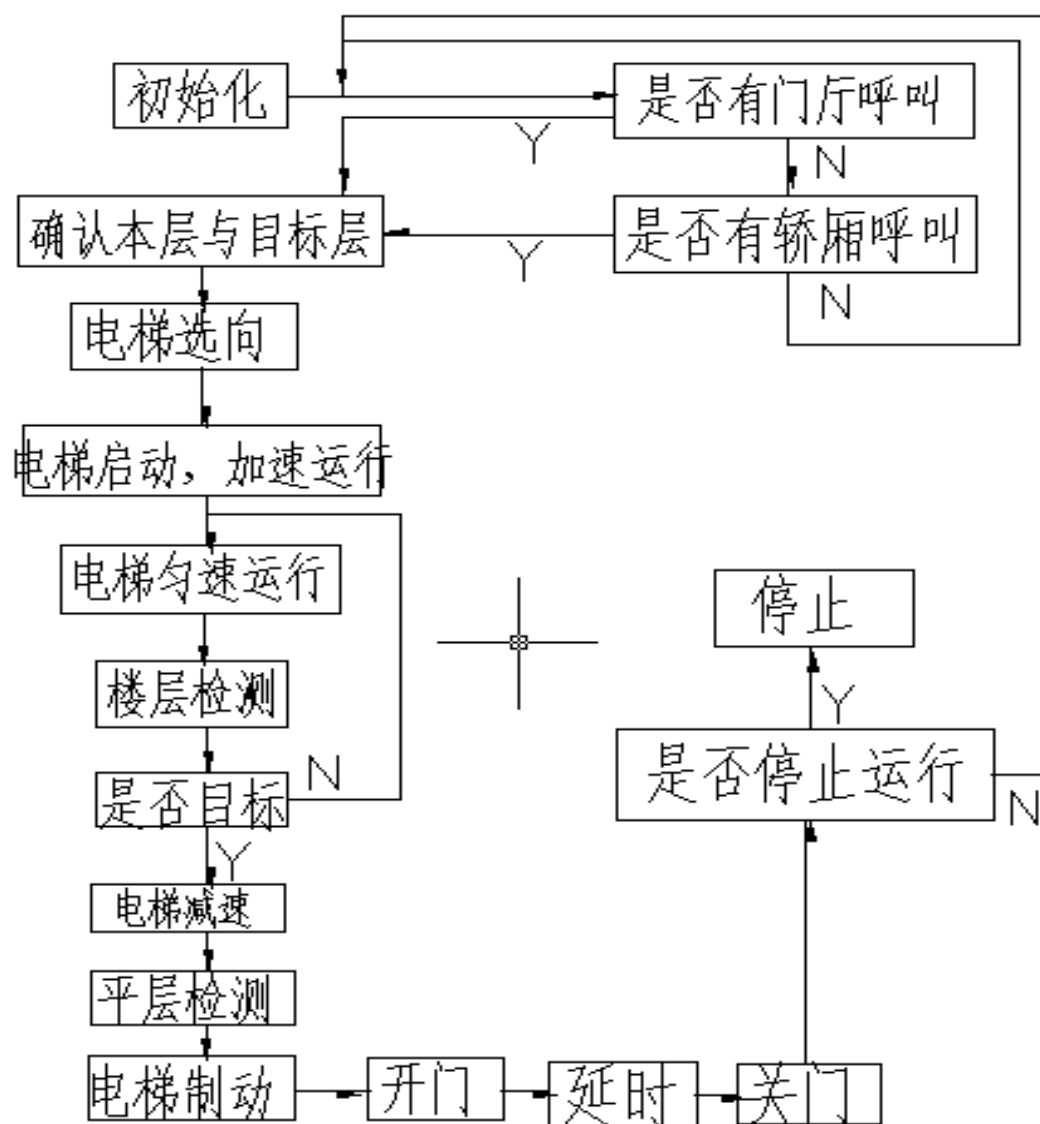 初始化
是否有门厅呼叫
Y
N
确认本层与目标层
是否有轿厢呼叫
Y
N
电梯选向
电梯启动，加速运行
电梯匀速运行
停止
楼层检测
Y
是否停止运行
是否目标
N
N
Y
电梯减速
平层检测
电梯制动
开门
延时
关门